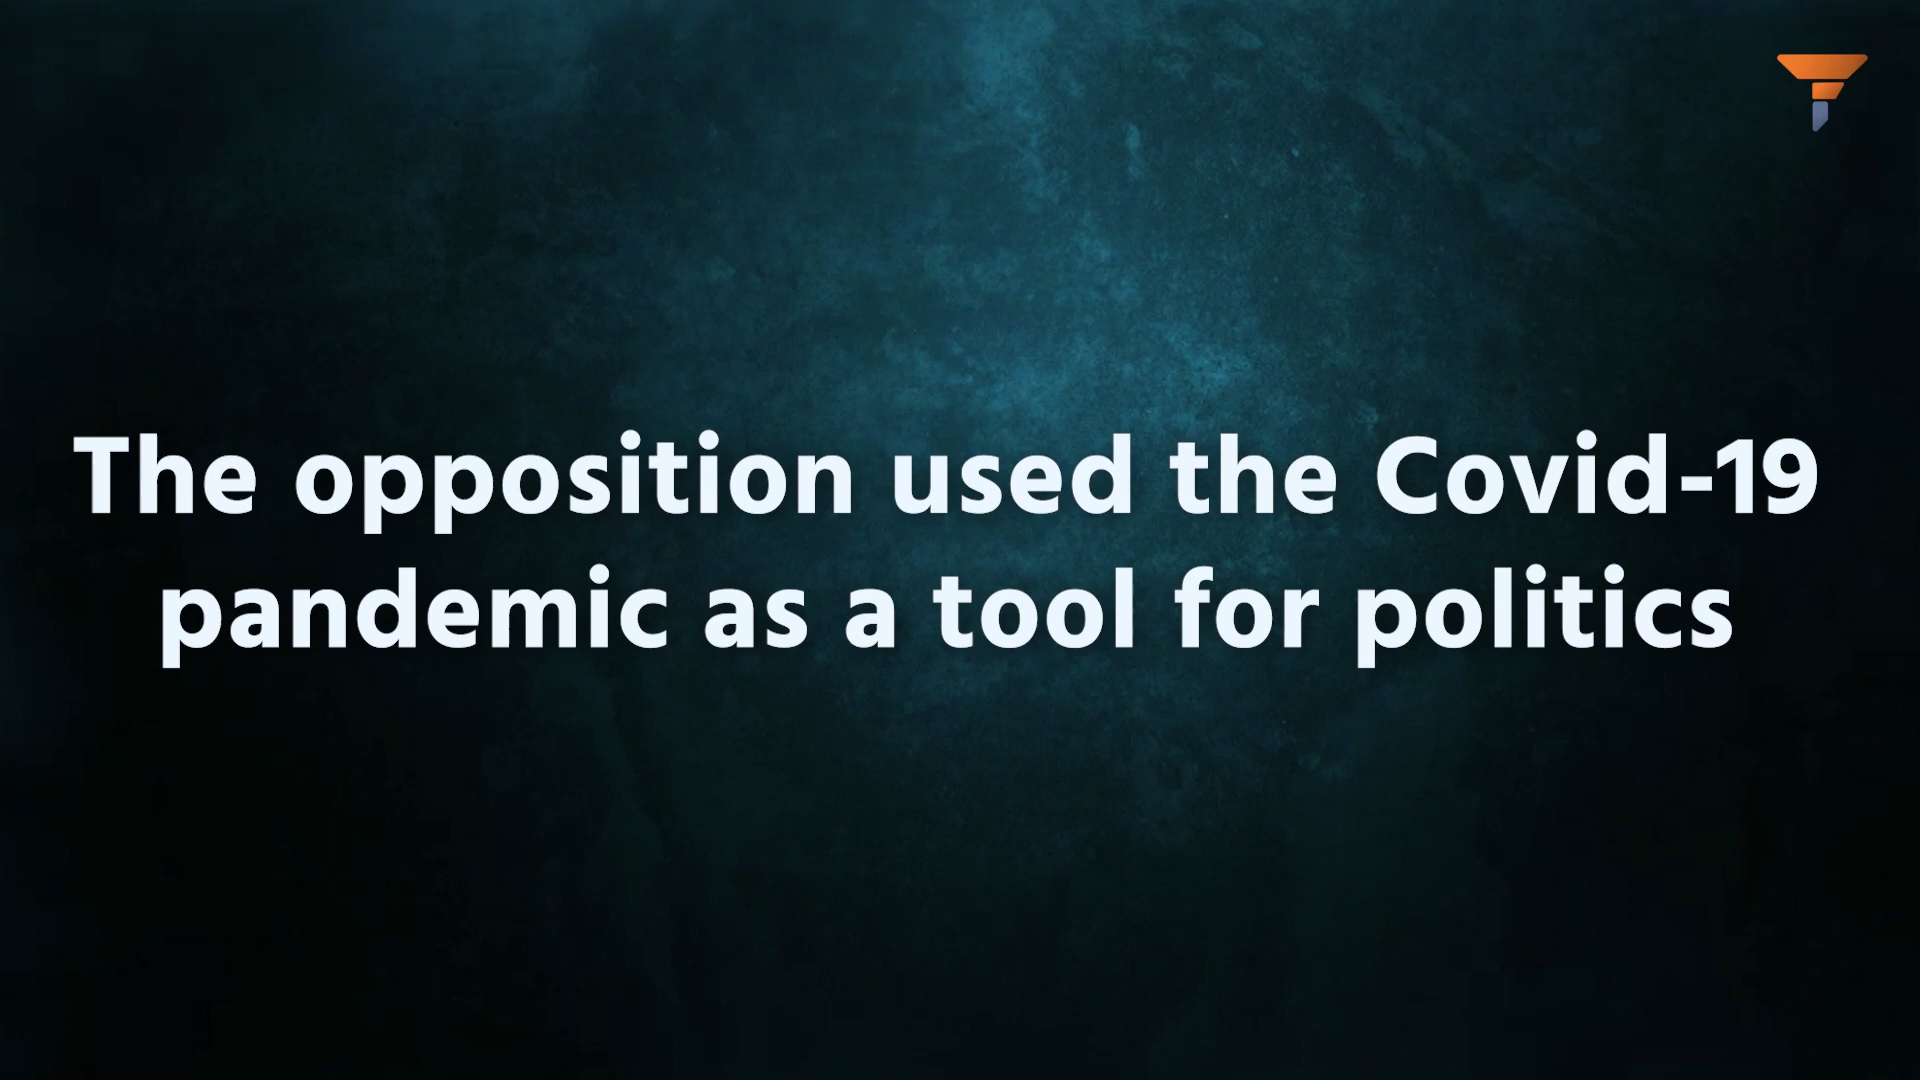 The opposition used the Covid-19
pandemic as a tool for politics